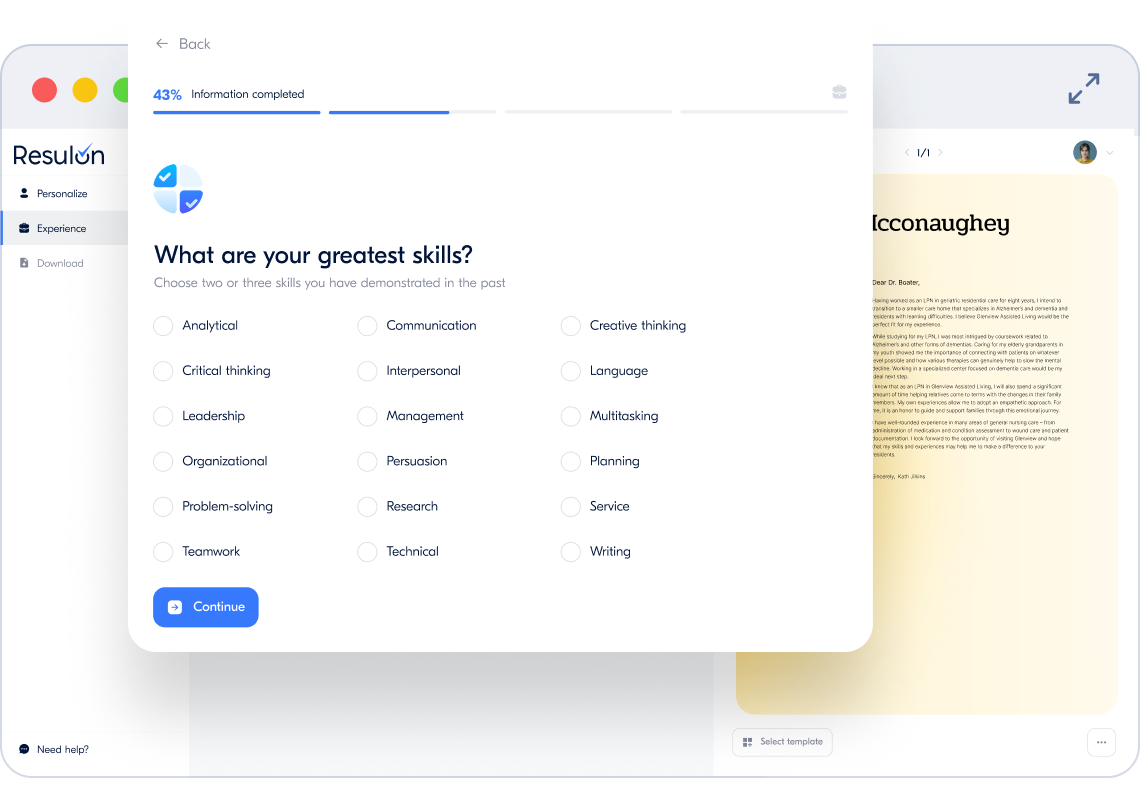 Back
43% Information completed
Resulon
Personalize
Experience
Download
What are your greatest skills?
Choose two or three skills you have demonstrated in the past
Analytical
Communication
Creative thinking
Critical thinking
Interpersonal
Language
Leadership
Management
Multitasking
Organizational
Persuasion
Planning
Problem-solving
Research
Service
Teamwork
Technical
Writing
Continue
Need help?
1/1
Mcconaughey
Dear Dr. Boater,
Having worked as an LPN in geriatric residential care for eight years, I intend to
transition to a smaller care home that specializes in Alzheimer's and dementia and
residents with learning difficulties. I believe Glenview Assisted Living would be the
perfect fit for my experience.
While studying for my LPN, I was most intrigued by coursework related to
Alzheimer's and other forms of dementias. Caring for my elderly grandparents in
my youth showed me the importance of connecting with patients on whatever
level possible and how various therapies can genuinely help to slow the mental
decline. Working in a specialized center focused on dementia care would be my
ideal next step.
I know that as an LPN in Glenview Assisted Living, I will also spend a significant
amount of time helping relatives come to terms with the changes in their family
members. My own experiences allow me to adopt an empathetic approach. For
me, it is an honor to guide and support families through this emotional journey.
I have well-rounded experience in many areas of general nursing care – from
administration of medication and condition assessment to wound care and patient
documentation. I look forward to the opportunity of visiting Glenview and hope
that my skills and experiences may help me to make a difference to your
residents.
Sincerely, Kath Jilkins
Select template